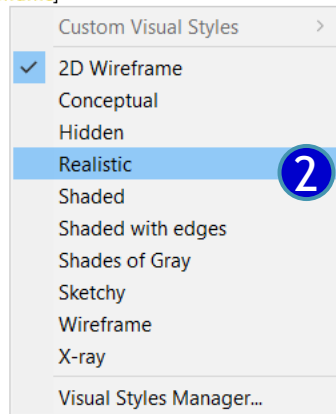 Custom Visual Styles
2D Wireframe
Conceptual
Hidden
Realistic
2
Shaded
Shaded with edges
Shades of Gray
Sketchy
Wireframe
X-ray
Visual Styles Manager...